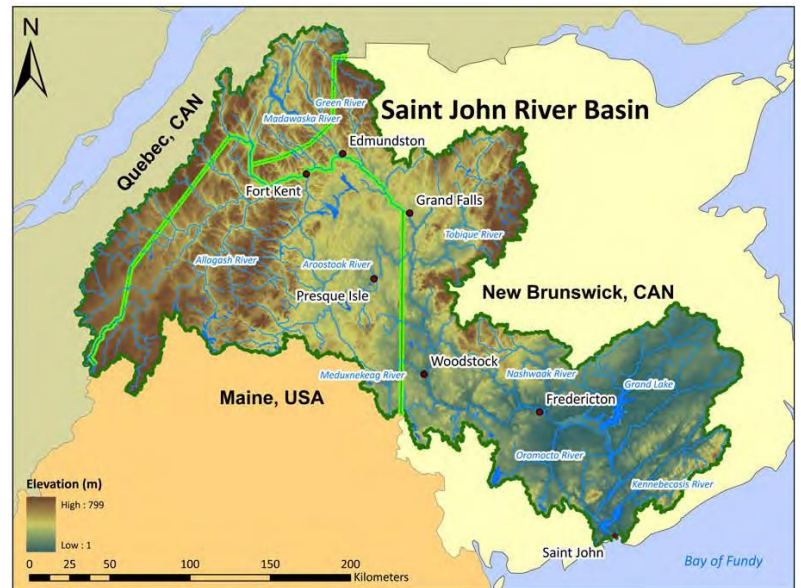 N
Saint John River Basin
Quebec, CAN
Green River
Madawaska River
Edmundston
Fort Kent
Grand Falls
Tobique River
Allagash River
Aroostook River
Presque Isle
New Brunswick, CAN
Woodstock
Meduxnekeag River
Nashwaak River
Grand Lake
Maine, USA
Fredericton
Oromocto River
Kennebecasis River
Elevation (m)
High : 799
Low : 1
Saint John
Bay of Fundy
0 25 50 100 150 200
Kilometers